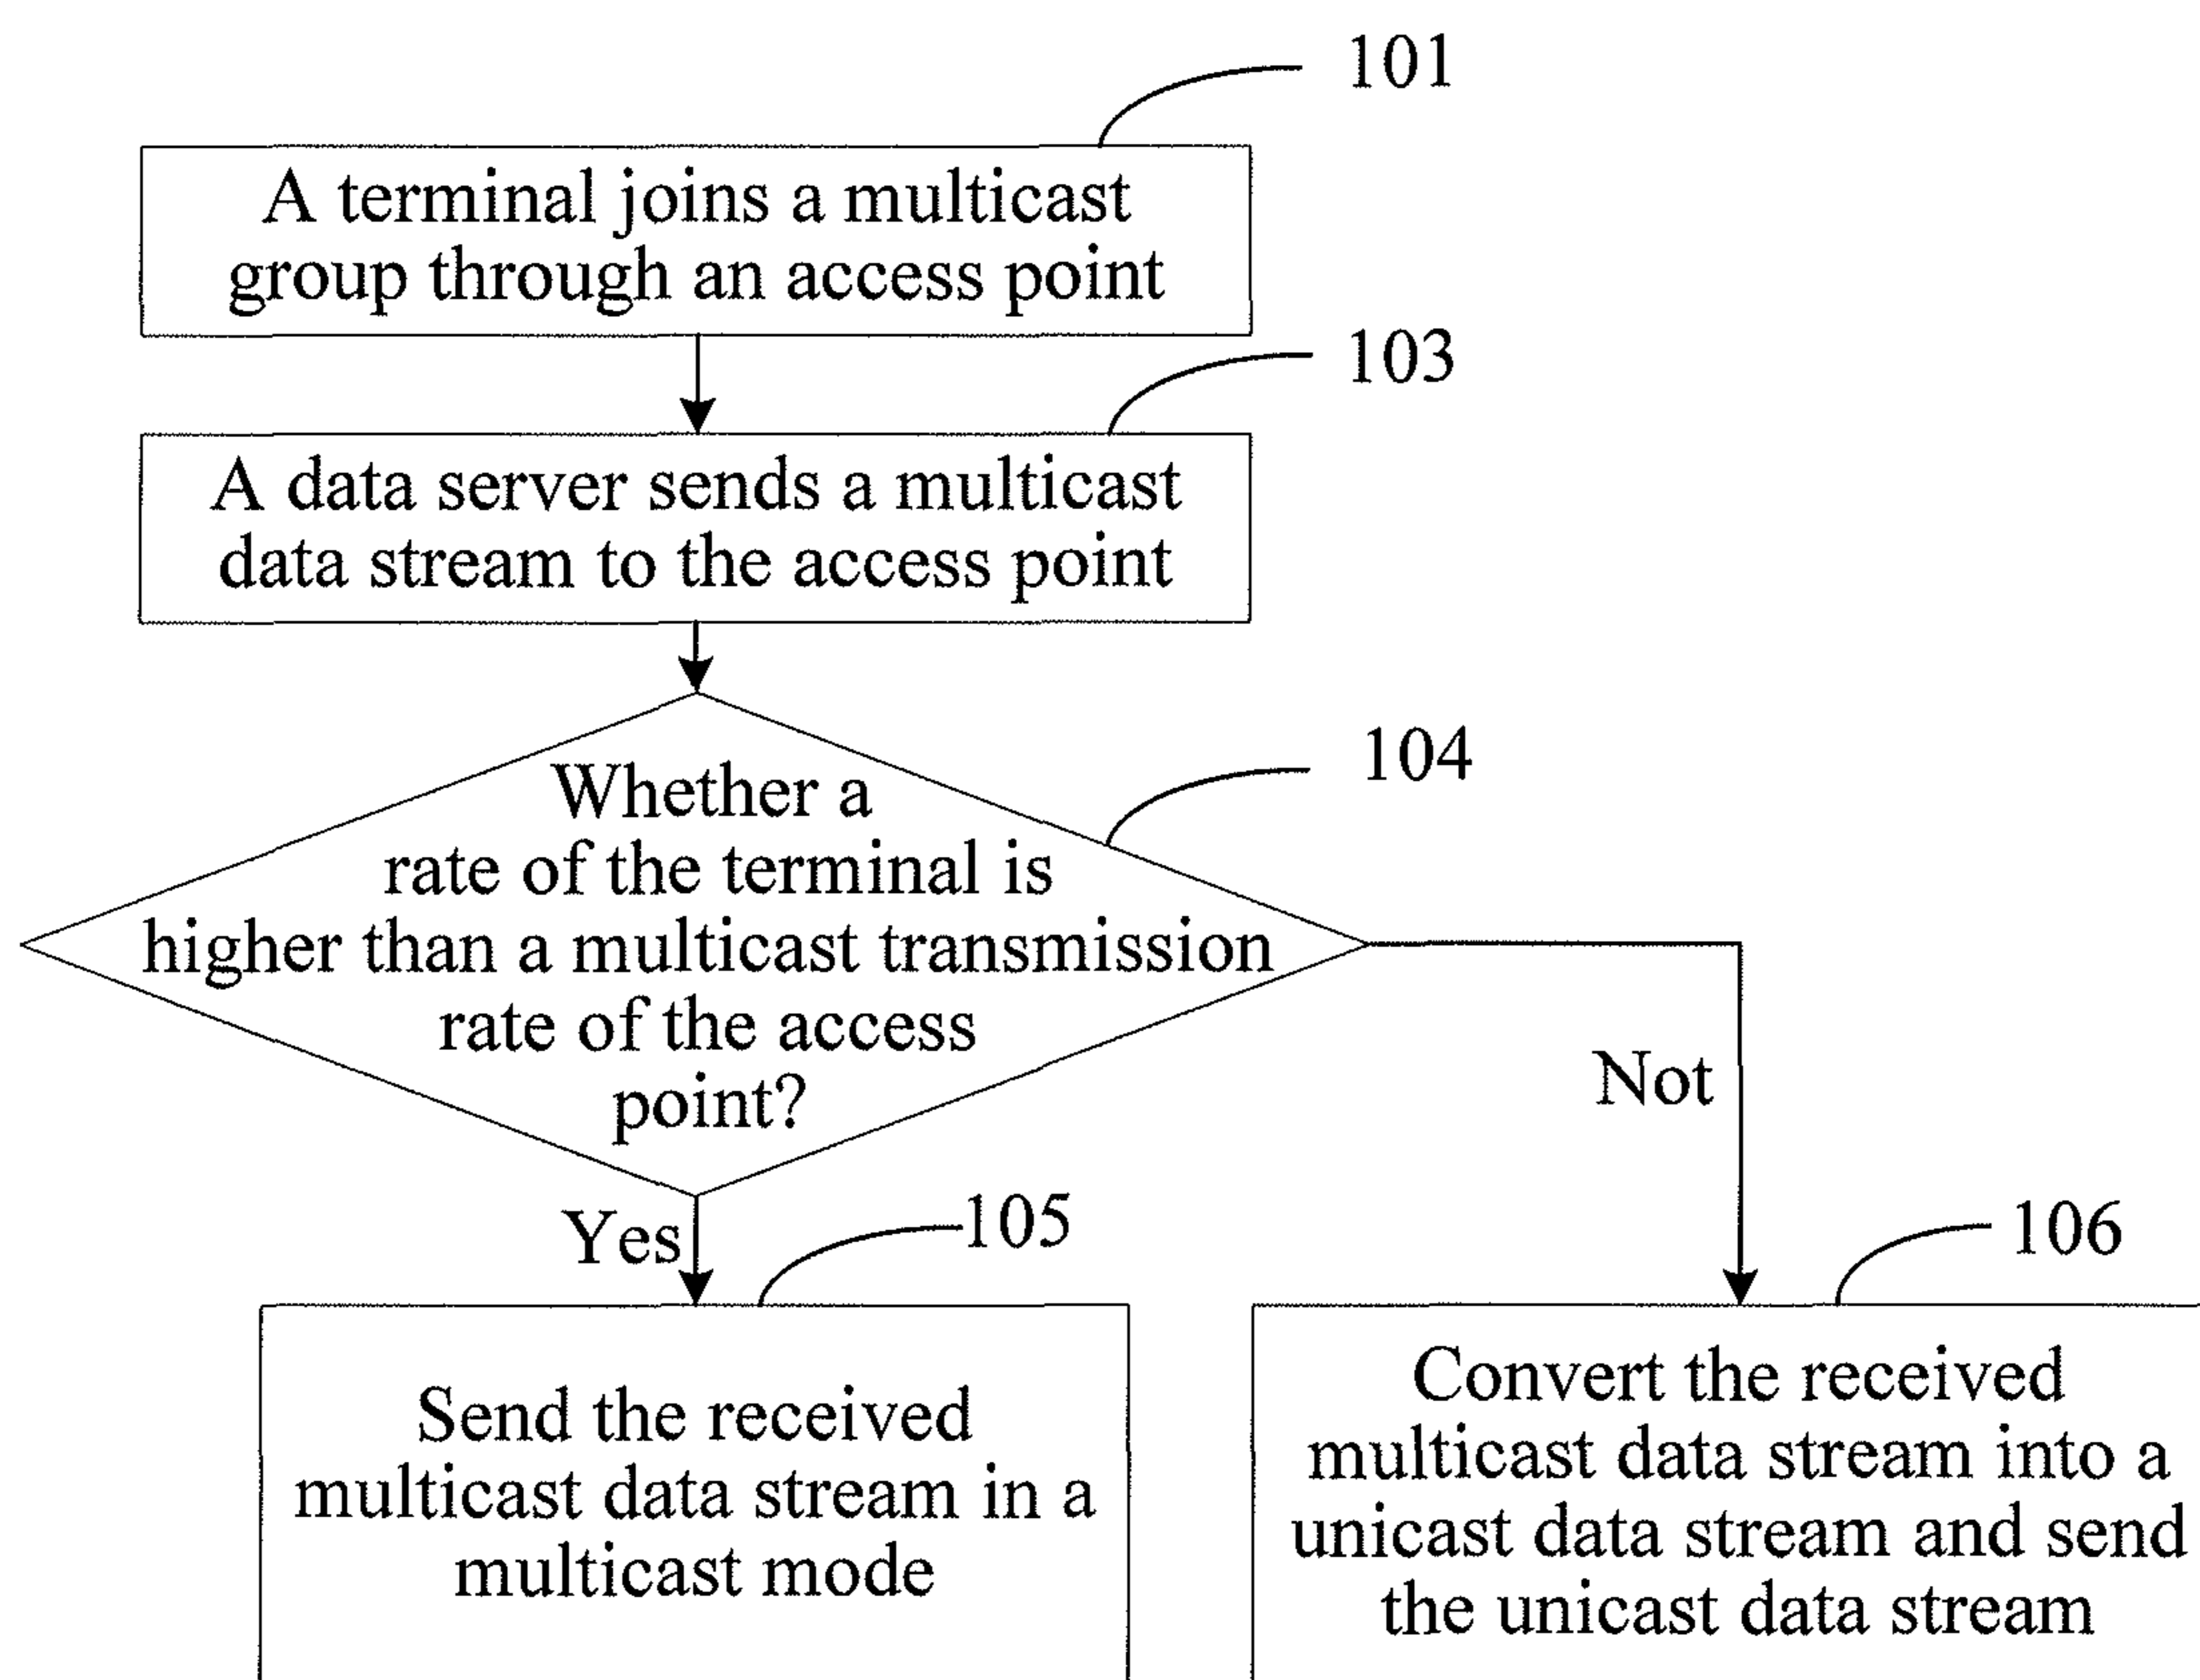 101
A terminal joins a multicast
group through an access point
103
A data server sends a multicast
data stream to the access point
104
Whether a
rate of the terminal is
higher than a multicast transmission
rate of the access
point?
Not
Yes
105
106
Send the received
multicast data stream in a
multicast mode
Convert the received
multicast data stream into a
unicast data stream and send
the unicast data stream